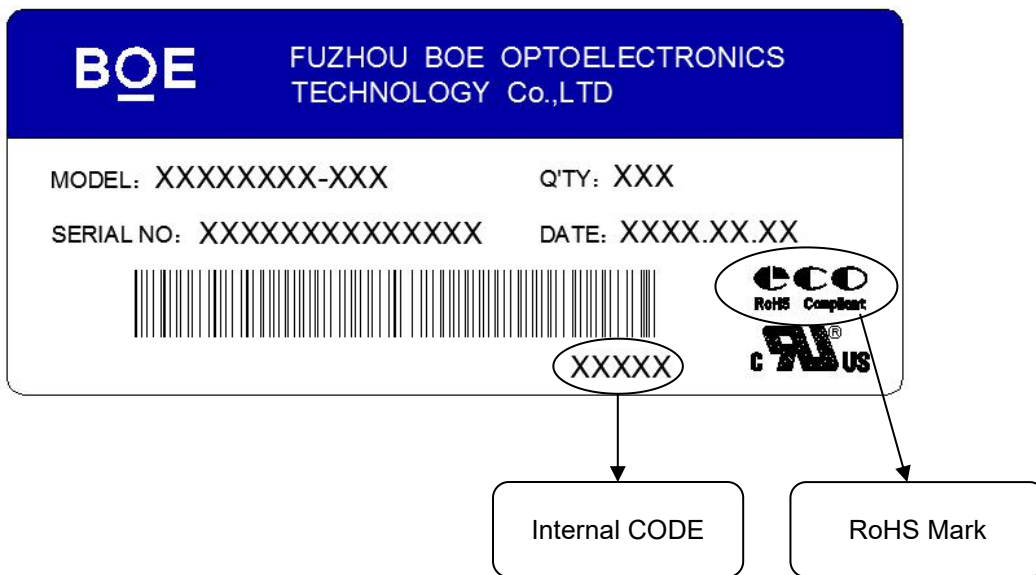 BOE
FUZHOU BOE OPTOELECTRONICS
TECHNOLOGY Co.,LTD
MODEL: XXXXXXXX-XXX
Q'TY: XXX
SERIAL NO: XXXXXXXXXXXXXX
DATE: XXXX.XX.XX
eco
RoHS Compliant
XXXXX
C RU ® US
Internal CODE
RoHS Mark